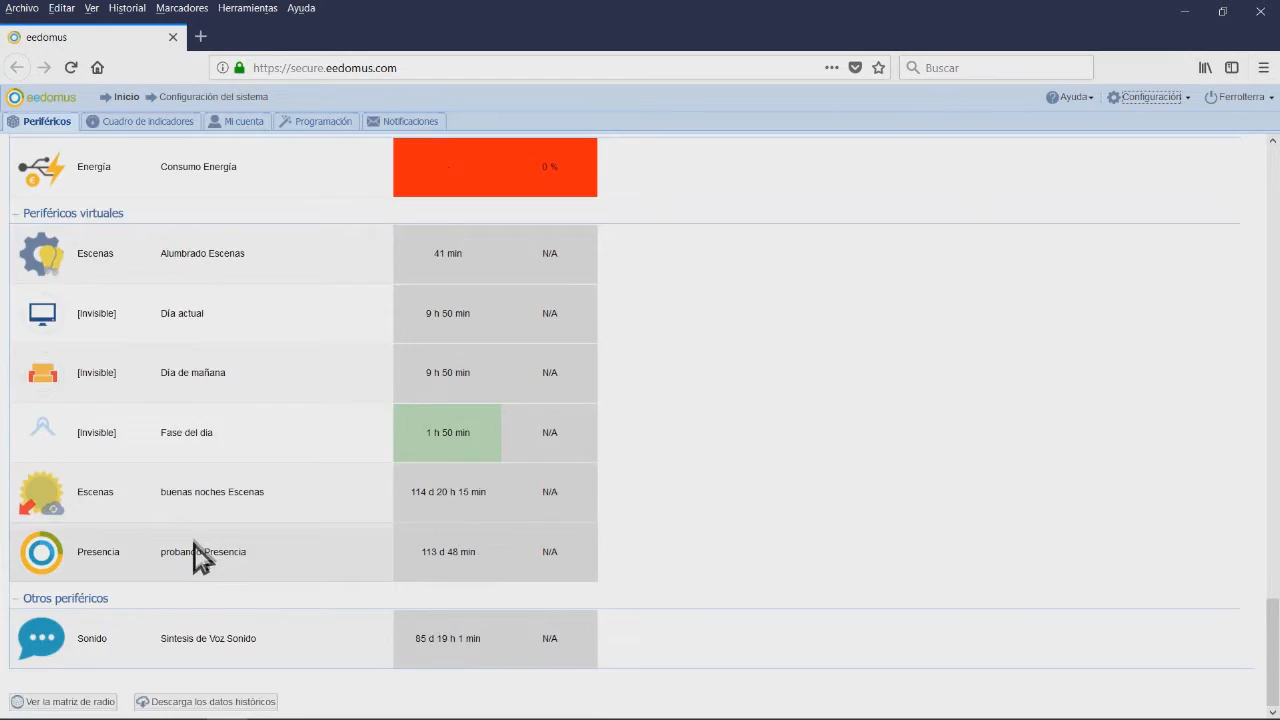 Archivo Editar Ver Historial Marcadores Herramientas Ayuda
eedomus
https://secure.eedomus.com
Buscar
eedomus Inicio Configuración del sistema Ayuda Configuración Ferrolterra
Periféricos Cuadro de indicadores Mi cuenta Programación Notificaciones
Energía Consumo Energía - 0 %
Periféricos virtuales
Escenas Alumbrado Escenas 41 min N/A
[Invisible] Día actual 9 h 50 min N/A
[Invisible] Día de mañana 9 h 50 min N/A
[Invisible] Fase del día 1 h 50 min N/A
Escenas buenas noches Escenas 114 d 20 h 15 min N/A
Presencia probando Presencia 113 d 48 min N/A
Otros periféricos
Sonido Sintesis de Voz Sonido 85 d 19 h 1 min N/A
Ver la matriz de radio Descarga los datos históricos